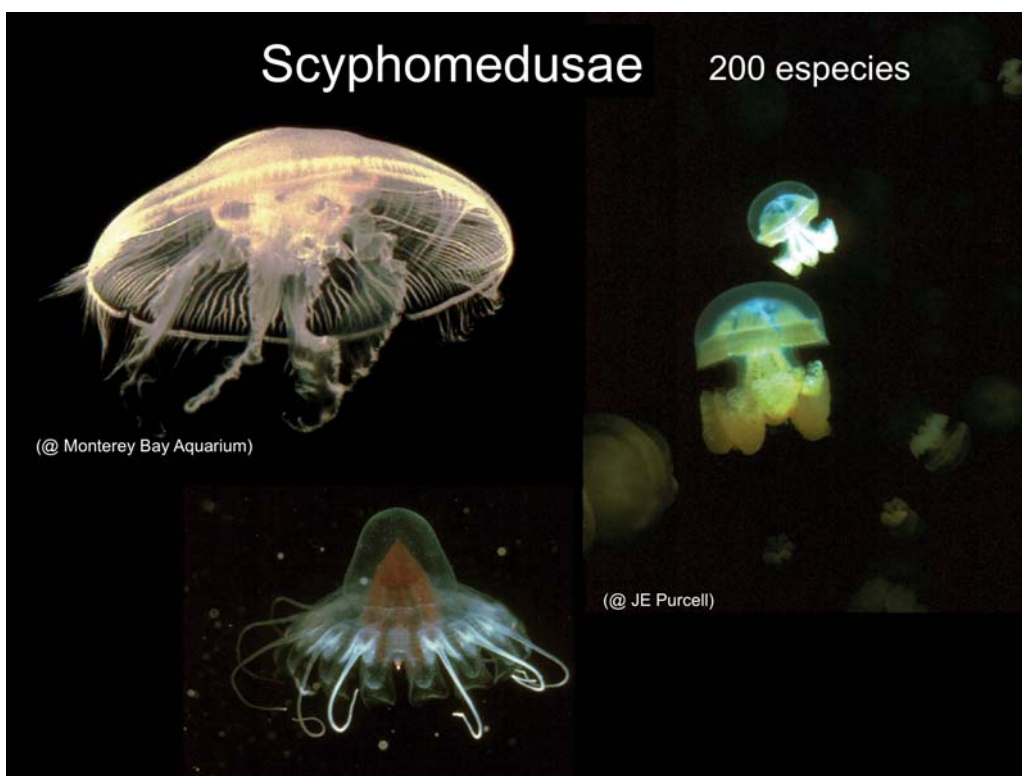 Scyphomedusae
200 especies
(@ Monterey Bay Aquarium)
(@ JE Purcell)